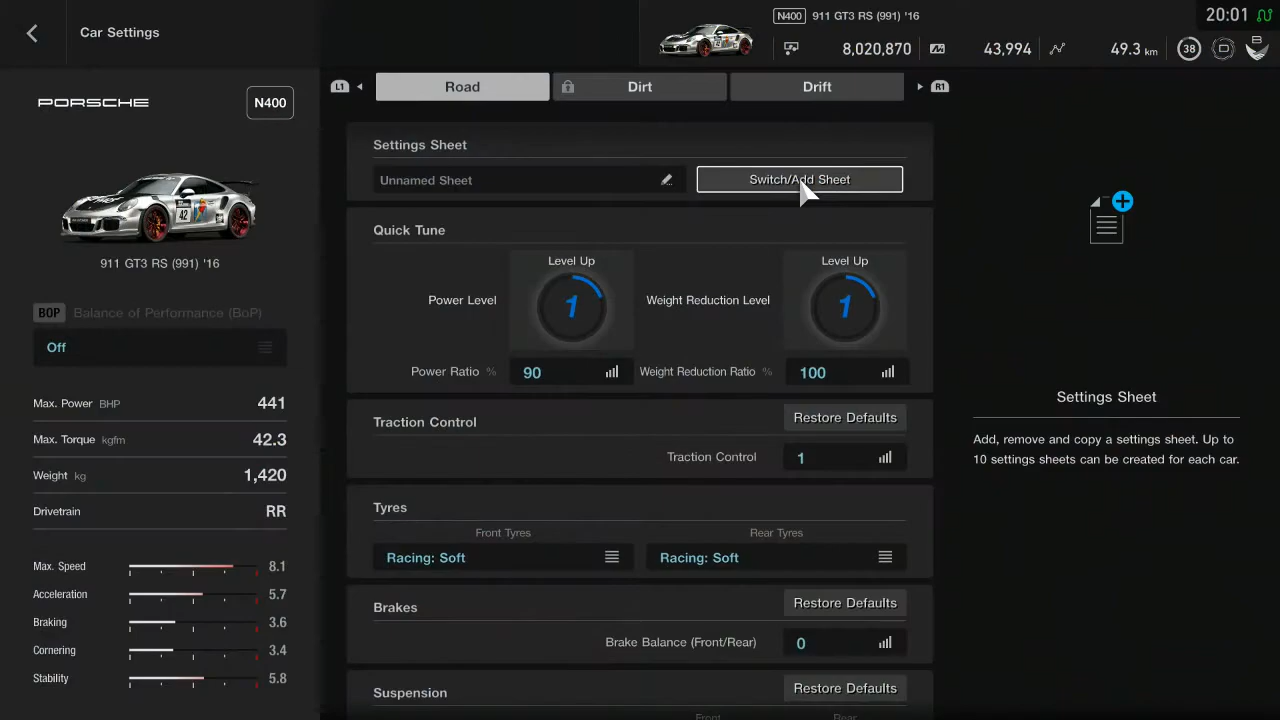 Car Settings
N400 911 GT3 RS (991) '16
8,020,870 43,994 49.3 km 38
20:01
PORSCHE N400
42
911 GT3 RS (991) '16
BOP Balance of Performance (BoP)
Off
Max. Power BHP 441
Max. Torque kgfm 42.3
Weight kg 1,420
Drivetrain RR
Max. Speed 8.1
Acceleration 5.7
Braking 3.6
Cornering 3.4
Stability 5.8
L1 Road Dirt Drift R1
Settings Sheet
Unnamed Sheet Switch/Add Sheet
Quick Tune
Level Up Level Up
Power Level 1 Weight Reduction Level 1
Power Ratio % 90 Weight Reduction Ratio % 100
Traction Control Restore Defaults
Traction Control 1
Tyres
Front Tyres Rear Tyres
Racing: Soft Racing: Soft
Brakes Restore Defaults
Brake Balance (Front/Rear) 0
Suspension Restore Defaults
Front Rear
Settings Sheet
Add, remove and copy a settings sheet. Up to
10 settings sheets can be created for each car.